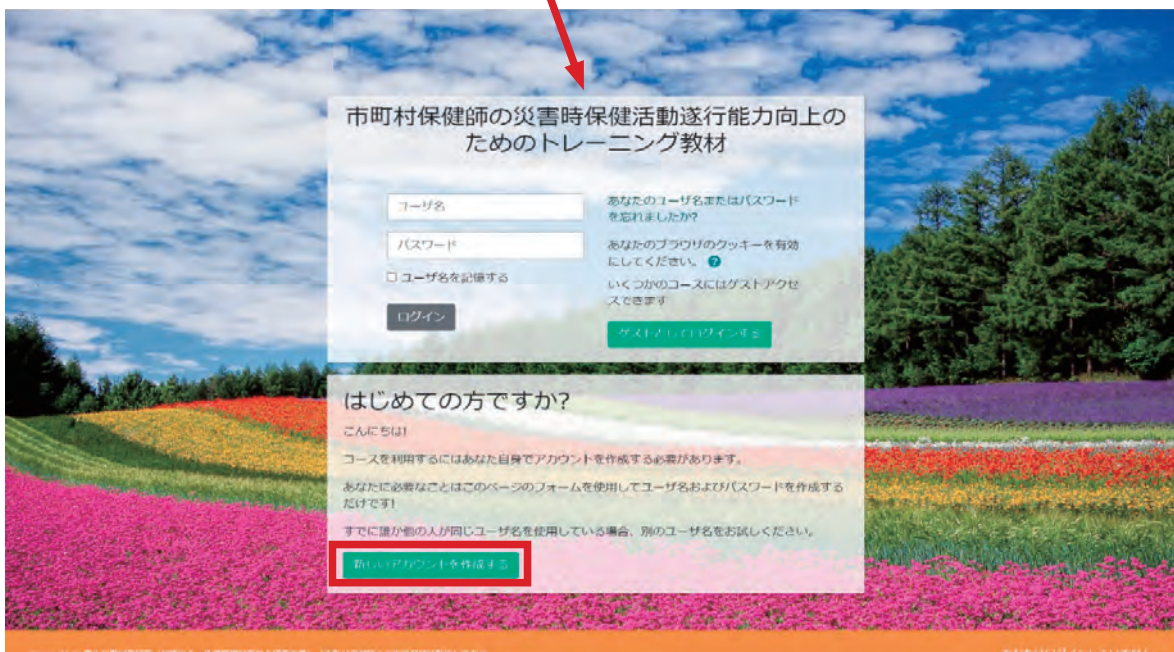 市町村保健師の災害時保健活動遂行能力向上の
ためのトレーニング教材
ユーザ名
パスワード
ユーザ名を記憶する
ログイン
あなたのユーザ名またはパスワード
を忘れましたか?
あなたのブラウザのクッキーを有効
にしてください。
いくつかのコースにはゲストアクセ
スできます
ゲストとしてログインする
はじめての方ですか?
こんにちは!
コースを利用するにはあなた自身でアカウントを作成する必要があります。
あなたに必要なことはこのページのフォームを使用してユーザ名およびパスワードを作成する
だけです!
すでに誰か他の人が同じユーザ名を使用している場合、別のユーザ名をお試しください。
新しいアカウントを作成する